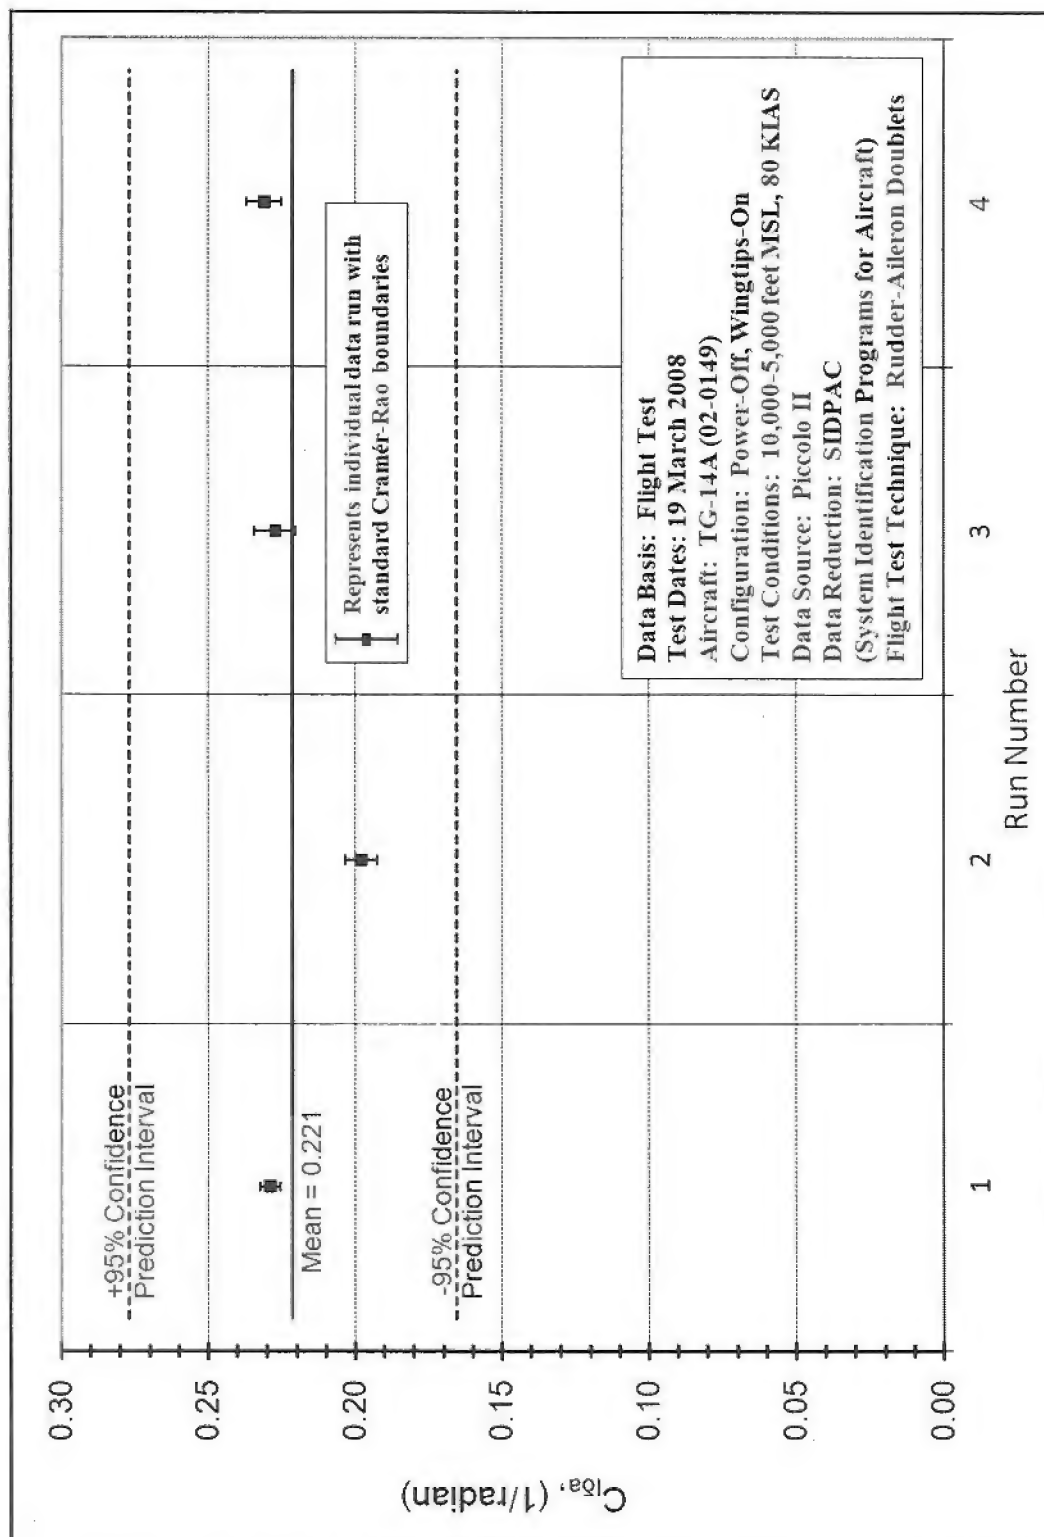 0.30
0.25
0.20
0.15
0.10
0.05
0.00
C_lδa, (1/radian)
+95% Confidence
Prediction Interval
Mean = 0.221
-95% Confidence
Prediction Interval
Represents individual data run with
standard Cramér-Rao boundaries
Data Basis: Flight Test
Test Dates: 19 March 2008
Aircraft: TG-14A (02-0149)
Configuration: Power-Off, Wingtips-On
Test Conditions: 10,000-5,000 feet MSL, 80 KIAS
Data Source: Piccolo II
Data Reduction: SIDPAC
(System Identification Programs for Aircraft)
Flight Test Technique: Rudder-Aileron Doublets
1
2
3
4
Run Number